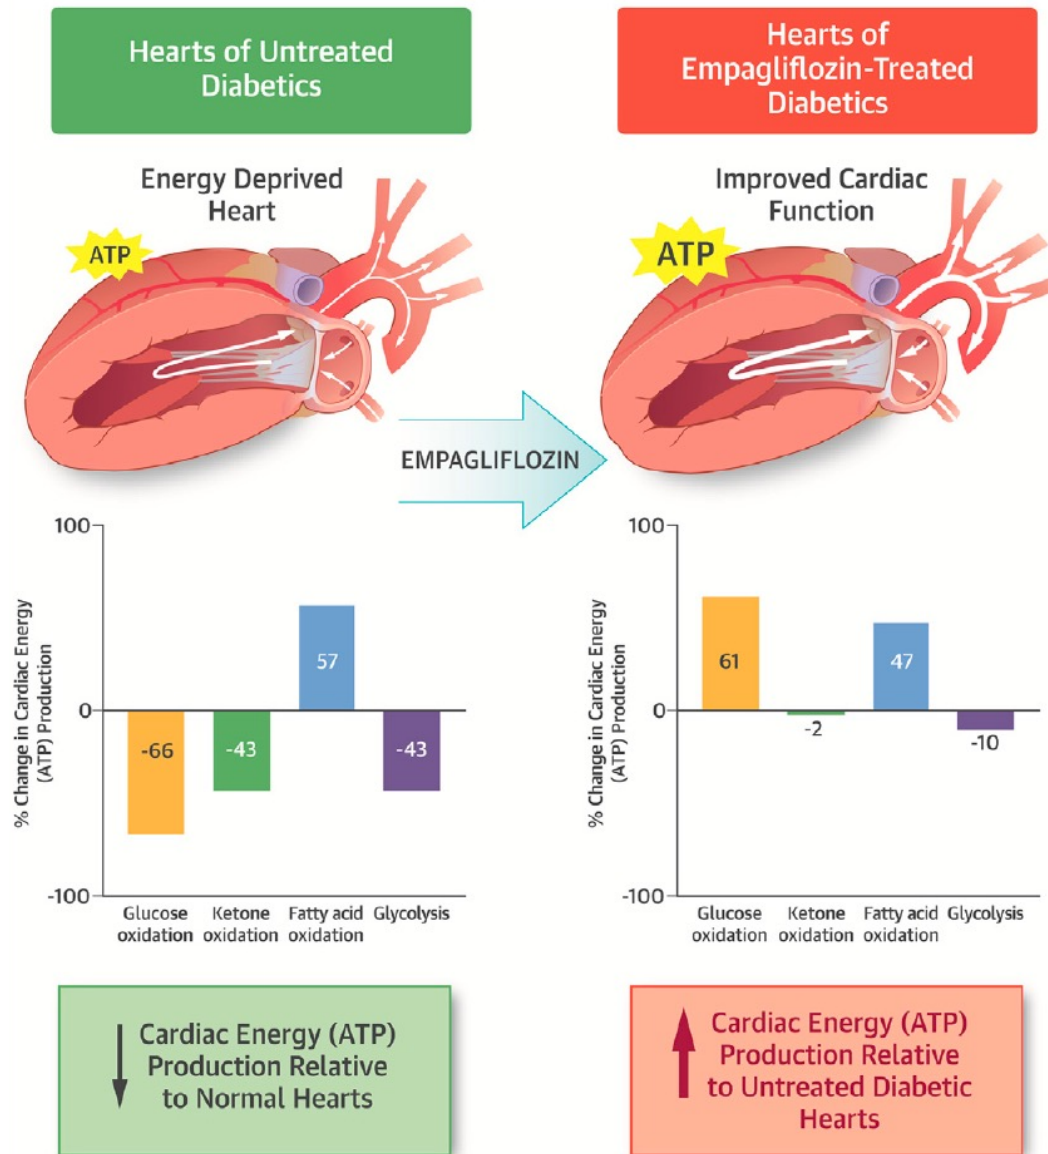 Hearts of Untreated
Diabetics
Hearts of
Empagliflozin-Treated
Diabetics
Energy Deprived
Heart
ATP
Improved Cardiac
Function
ATP
EMPAGLIFLOZIN
% Change in Cardiac Energy
(ATP) Production
100
0
-100
-66
-43
57
-43
Glucose
oxidation
Ketone
oxidation
Fatty acid
oxidation
Glycolysis
% Change in Cardiac Energy
(ATP) Production
100
0
-100
61
-2
47
-10
Glucose
oxidation
Ketone
oxidation
Fatty acid
oxidation
Glycolysis
Cardiac Energy (ATP)
Production Relative
to Normal Hearts
Cardiac Energy (ATP)
Production Relative
to Untreated Diabetic
Hearts